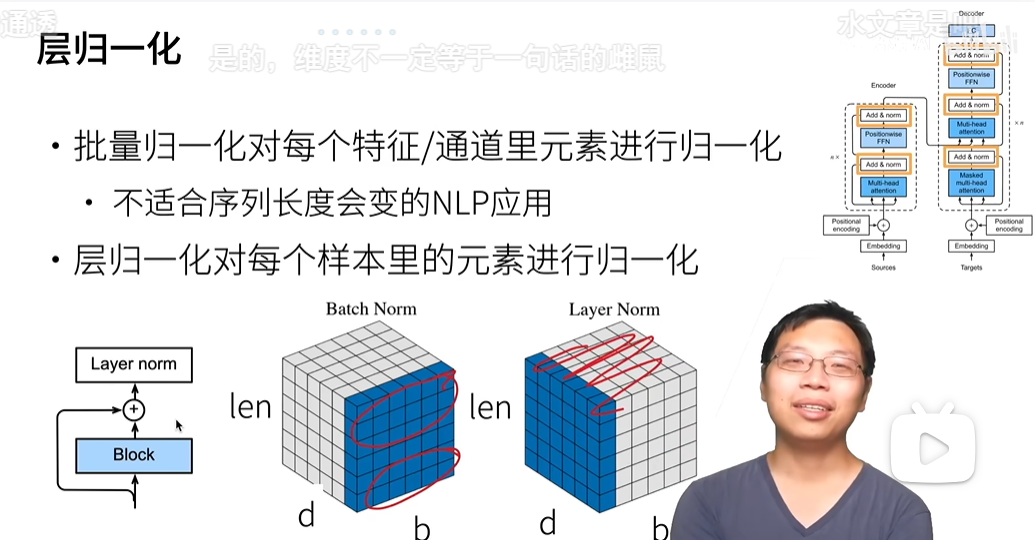 通透
水文章是
层归一化
是的，维度不一定等于一句话的雌鼠
• 批量归一化对每个特征/通道里元素进行归一化
• 不适合序列长度会变的NLP应用
• 层归一化对每个样本里的元素进行归一化
Decoder
Add & norm
Positionwise
FFN
Add & norm
Muti-head
attention
Add & norm
Masked
multi-head
attention
× n
Positional
encoding
+
Embedding
Targets
Encoder
Add & norm
Positionwise
FFN
Add & norm
Multi-head
attention
n ×
Positional
encoding
+
Embedding
Sources
Layer norm
+
Block
Batch Norm
len
d
b
Layer Norm
len
d
b